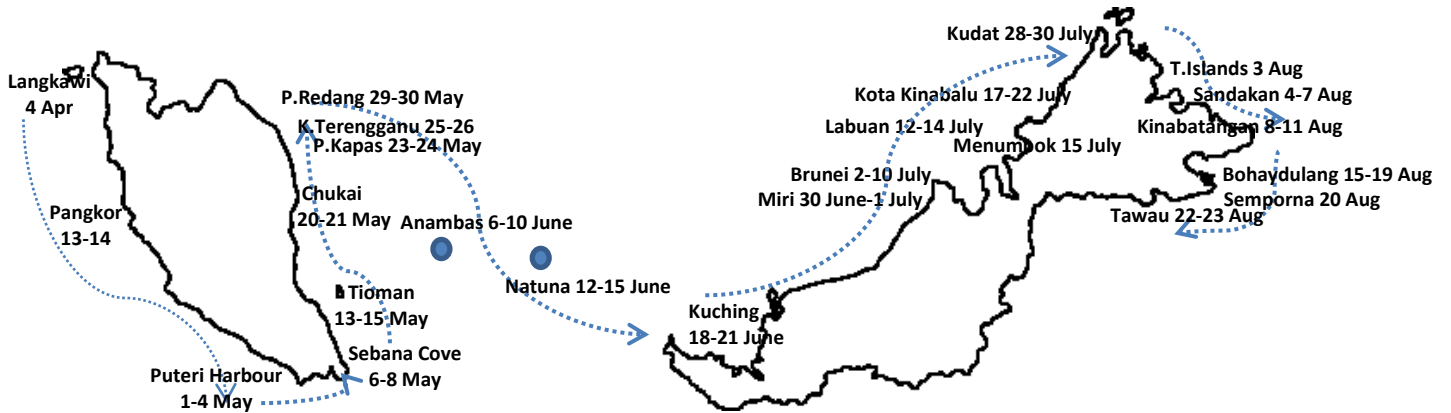 Langkawi
4 Apr
Pangkor
13-14
Puteri Harbour
1-4 May
Sebana Cove
6-8 May
Tioman
13-15 May
Chukai
20-21 May
P.Kapas 23-24 May
K.Terengganu 25-26
P.Redang 29-30 May
Anambas 6-10 June
Natuna 12-15 June
Kuching
18-21 June
Miri 30 June-1 July
Brunei 2-10 July
Labuan 12-14 July
Menumbok 15 July
Kota Kinabalu 17-22 July
Kudat 28-30 July
T.Islands 3 Aug
Sandakan 4-7 Aug
Kinabatangan 8-11 Aug
Bohaydulang 15-19 Aug
Semporna 20 Aug
Tawau 22-23 Aug